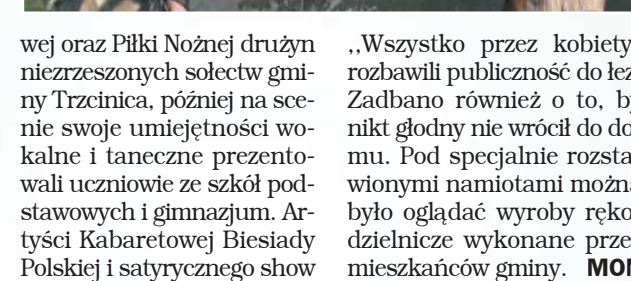 wej oraz Piłki Nożnej drużyn
niezrzeszonych sołectw gmi-
ny Trzcinica, później na sce-
nie swoje umiejętności wo-
kalne i taneczne prezento-
wali uczniowie ze szkół pod-
stawowych i gimnazjum. Ar-
tyści Kabaretowej Biesiady
Polskiej i satyrycznego show
,,Wszystko przez kobiety
rozbawili publiczność do łez
Zadbano również o to, by
nikt głodny nie wrócił do do
mu. Pod specjalnie rozsta
wionymi namiotami można
było oglądać wyroby ręko
dzielnicze wykonane prze
mieszkańców gminy. MON